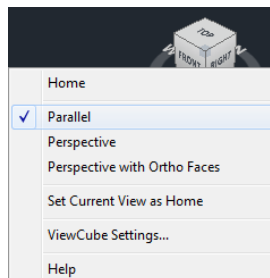 TOP
W
FRONT
RIGHT
N
Home
Parallel
Perspective
Perspective with Ortho Faces
Set Current View as Home
ViewCube Settings...
Help